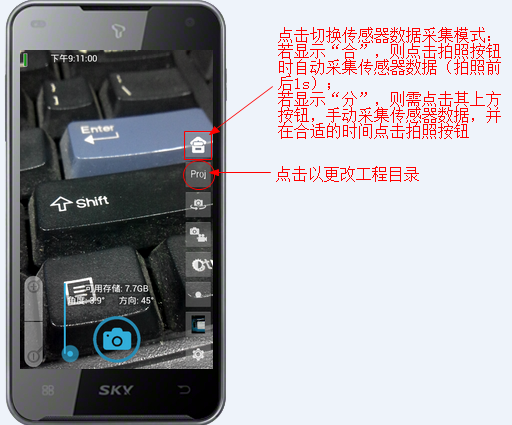 下午9:11:00
点击切换传感器数据采集模式:
若显示“合”，则点击拍照按钮
时自动采集传感器数据（拍照前
后1s）;
若显示“分”，则需点击其上方
按钮，手动采集传感器数据，并
在合适的时间点击拍照按钮
Enter
Proj
点击以更改工程目录
Shift
可用存储: 7.7GB
角度: 3.9° 方向: 45°
SKY